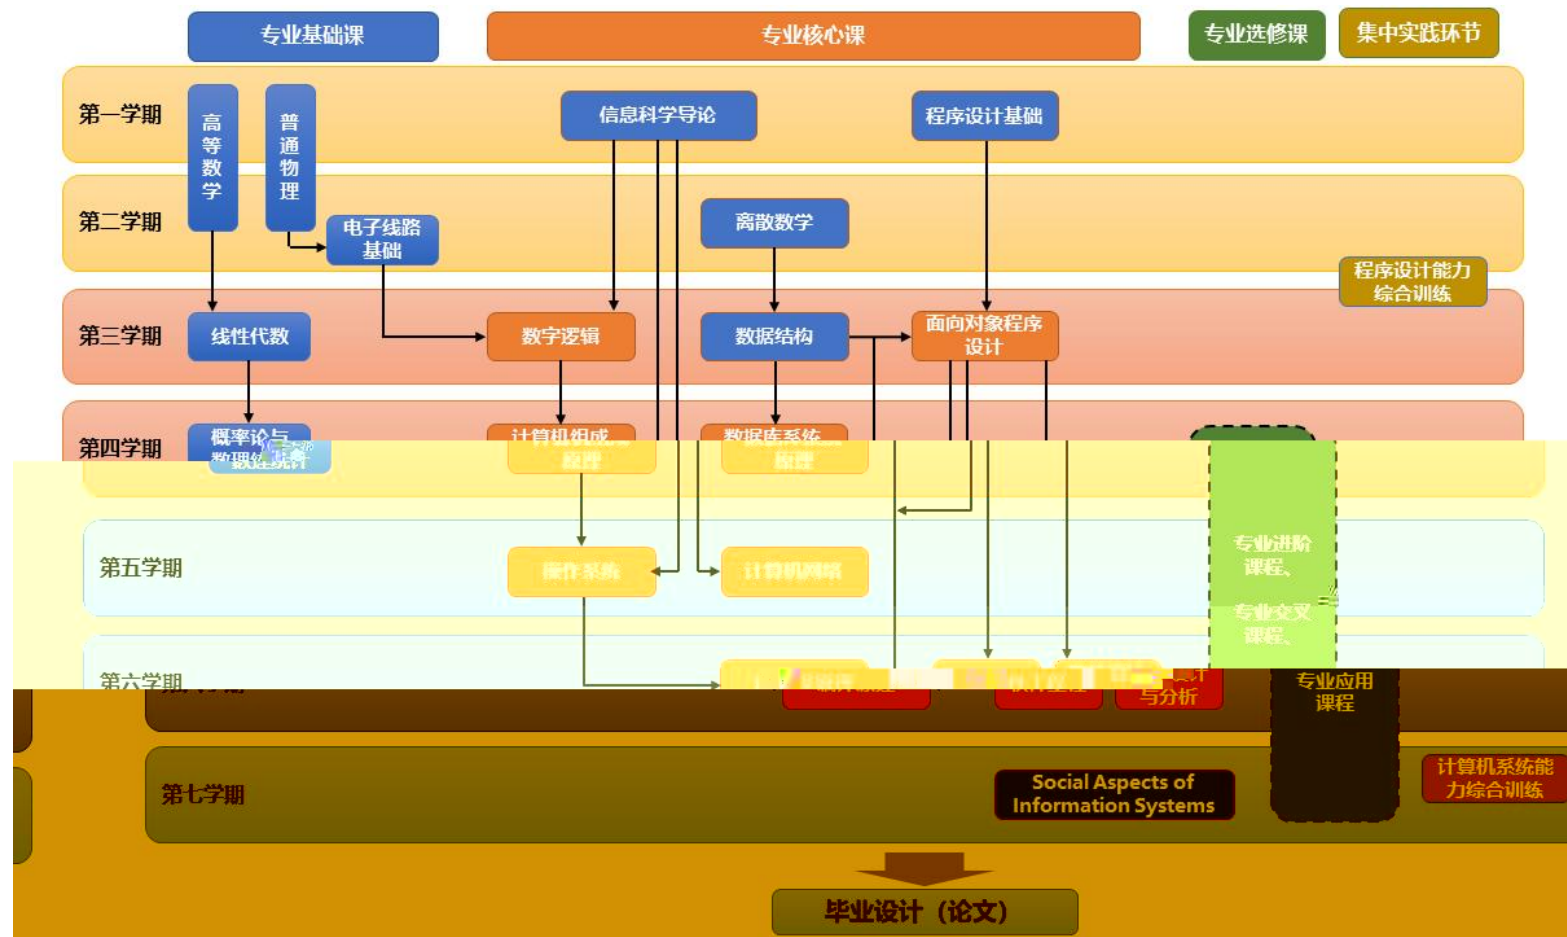 专业基础课
专业核心课
专业选修课
集中实践环节
第一学期
高等数学
普通物理
信息科学导论
程序设计基础
第二学期
电子线路
基础
离散数学
程序设计能力
综合训练
第三学期
线性代数
数字逻辑
数据结构
面向对象程序
设计
第四学期
概率论与
数理统计
计算机组成
原理
数据库系统
原理
第五学期
操作系统
计算机网络
专业进阶
课程、
专业交叉
课程、
第六学期
与分析
专业应用
课程
第七学期
Social Aspects of
Information Systems
计算机系统能
力综合训练
毕业设计（论文）